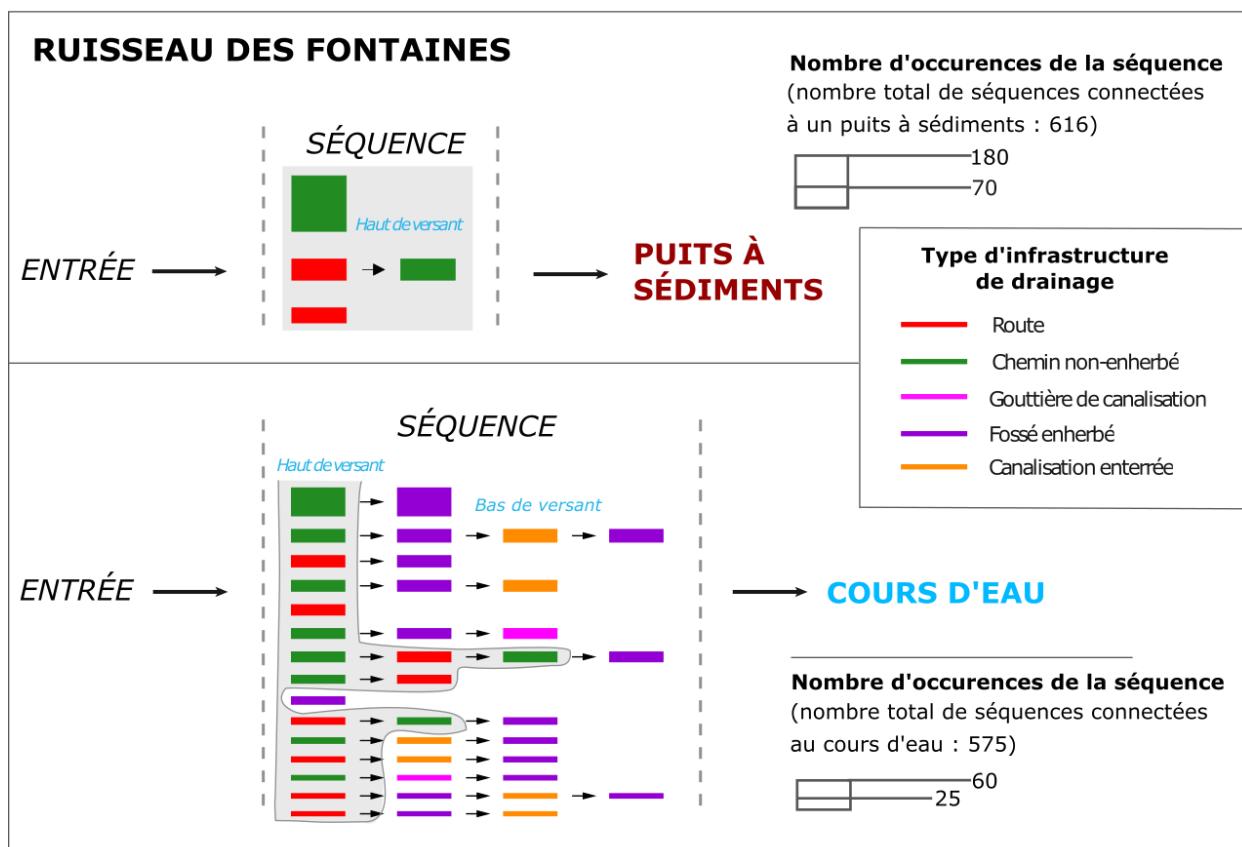 RUISSEAU DES FONTAINES
Nombre d'occurences de la séquence
(nombre total de séquences connectées
à un puits à sédiments : 616)
180
70
SÉQUENCE
Haut de versant
ENTRÉE
PUITS À
SÉDIMENTS
Type d'infrastructure
de drainage
Route
Chemin non-enherbé
Gouttière de canalisation
Fossé enherbé
Canalisation enterrée
SÉQUENCE
Haut de versant
Bas de versant
ENTRÉE
COURS D'EAU
Nombre d'occurences de la séquence
(nombre total de séquences connectées
au cours d'eau : 575)
60
25